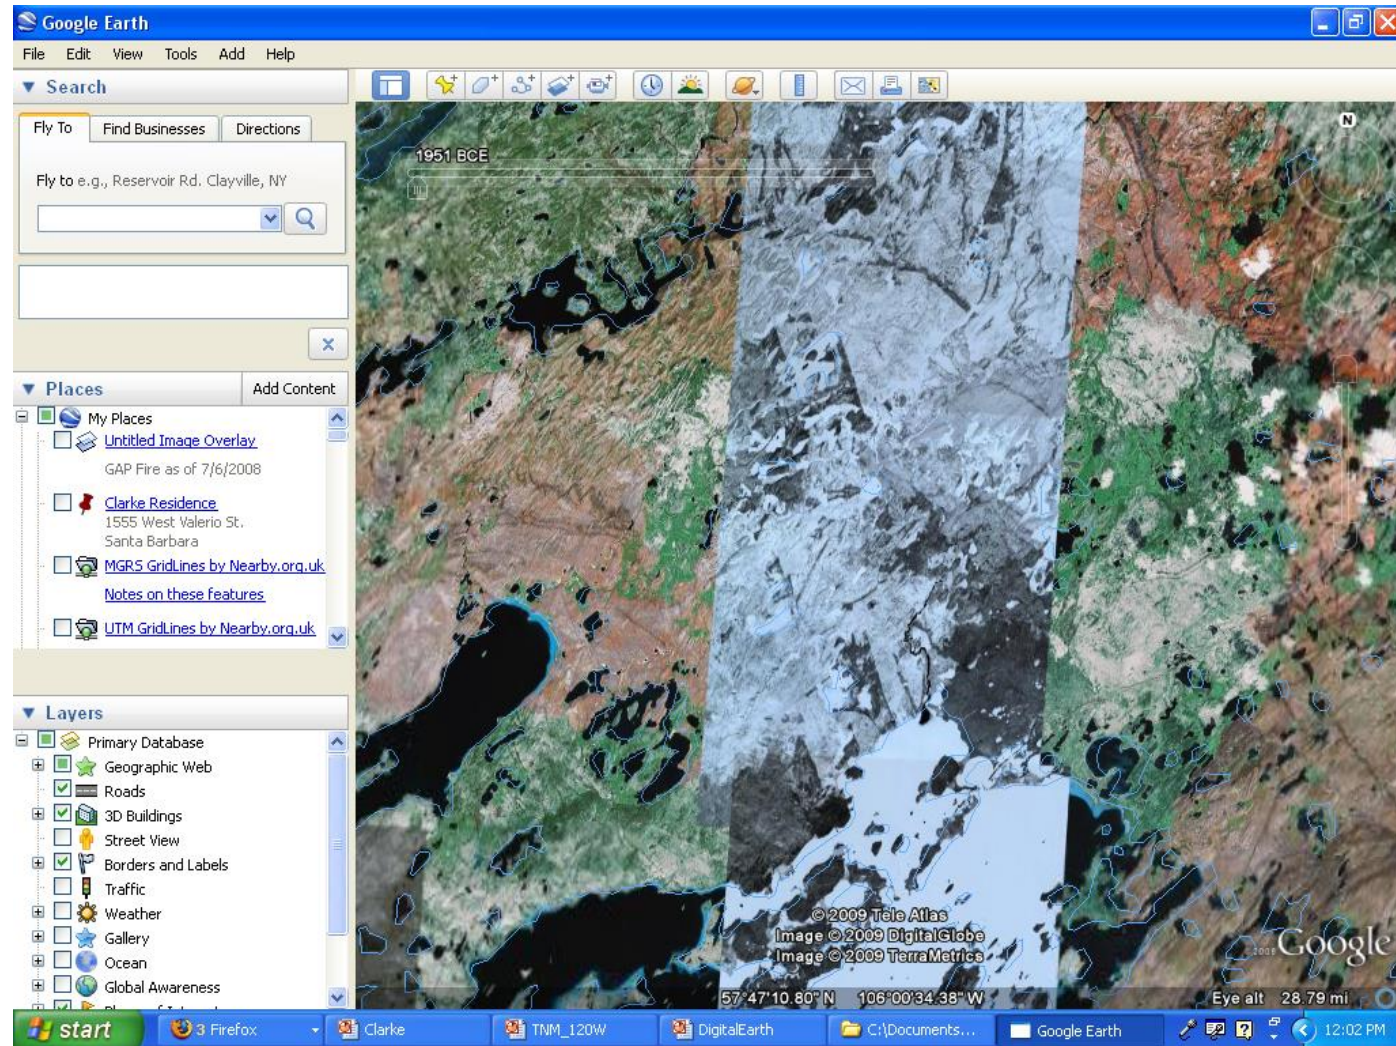 Google Earth
File Edit View Tools Add Help
Search
Fly To Find Businesses Directions
Fly to e.g., Reservoir Rd. Clayville, NY
Places Add Content
My Places
Untitled Image Overlay
GAP Fire as of 7/6/2008
Clarke Residence
1555 West Valerio St.
Santa Barbara
MGRS GridLines by Nearby.org.uk
Notes on these features
UTM GridLines by Nearby.org.uk
Layers
Primary Database
Geographic Web
Roads
3D Buildings
Street View
Borders and Labels
Traffic
Weather
Gallery
Ocean
Global Awareness
1951 BCE
N
© 2009 Tele Atlas
Image © 2009 DigitalGlobe
Image © 2009 TerraMetrics
Google
57°47'10.80" N 106°00'34.38" W Eye alt 28.79 mi
start 3 Firefox Clarke TNM_120W DigitalEarth C:\Documents... Google Earth 12:02 PM